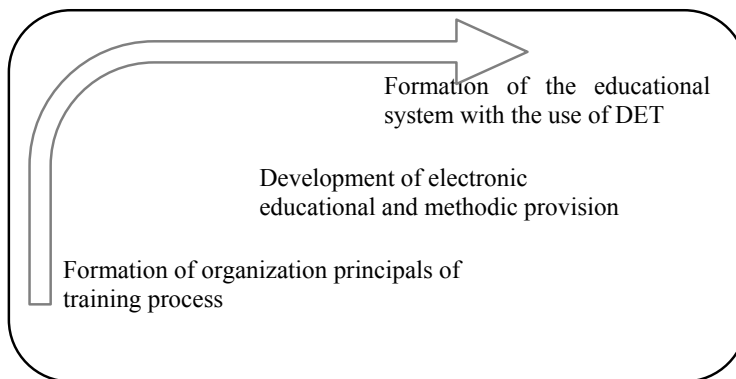 Formation of the educational
system with the use of DET
Development of electronic
educational and methodic provision
Formation of organization principals of
training process